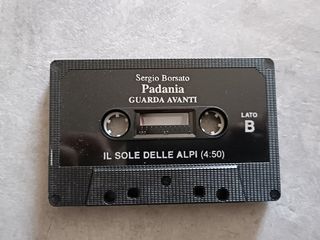 Sergio Borsato
Padania
GUARDA AVANTI
LATO
B
IL SOLE DELLE ALPI (4:50)